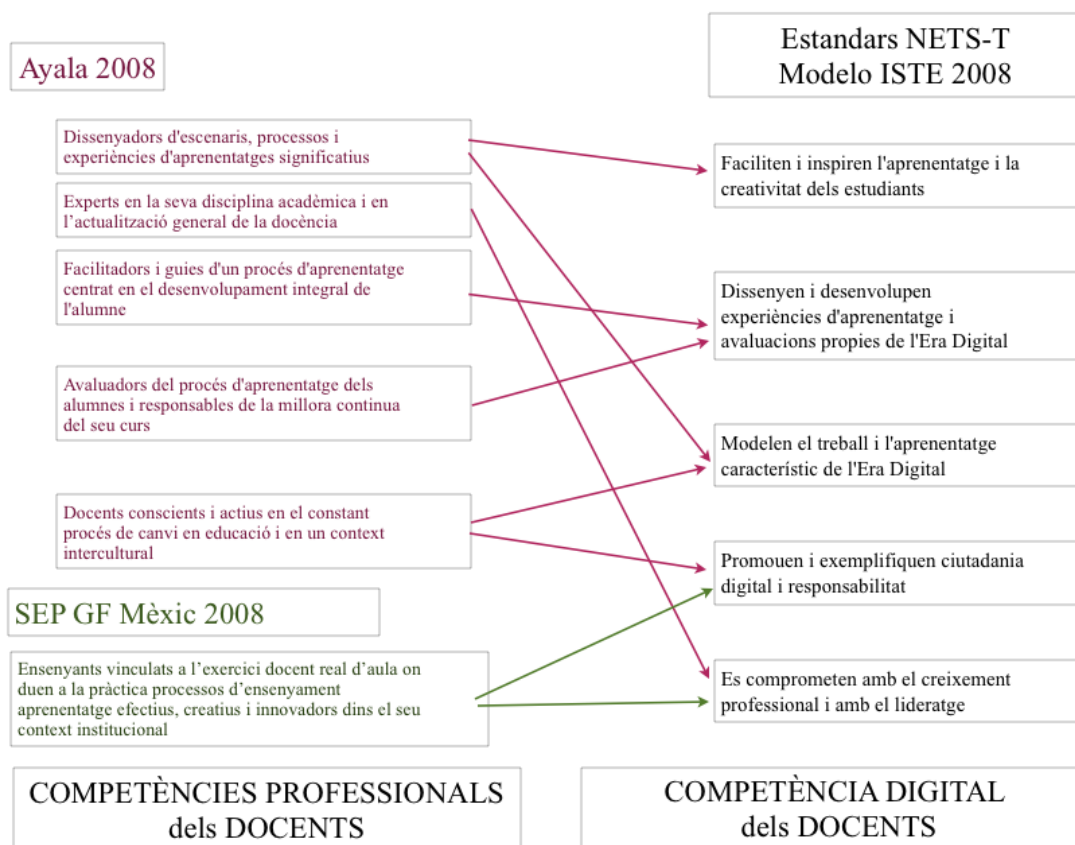 Ayala 2008
Dissenyadors d'escenaris, processos i
experiències d'aprenentatges significatius
Experts en la seva disciplina acadèmica i en
l’actualització general de la docència
Facilitadors i guies d'un procés d'aprenentatge
centrat en el desenvolupament integral de
l'alumne
Avaluadors del procés d'aprenentatge dels
alumnes i responsables de la millora continua
del seu curs
Docents conscients i actius en el constant
procés de canvi en educació i en un context
intercultural
SEP GF Mèxic 2008
Ensenyants vinculats a l’exercici docent real d’aula on
duen a la pràctica processos d’ensenyament
aprenentatge efectius, creatius i innovadors dins el seu
context institucional
COMPETÈNCIES PROFESSIONALS
dels DOCENTS
Estandars NETS-T
Modelo ISTE 2008
Faciliten i inspiren l'aprenentatge i la
creativitat dels estudiants
Dissenyen i desenvolupen
experiències d'aprenentatge i
avaluacions propies de l'Era Digital
Modelen el treball i l'aprenentatge
característic de l'Era Digital
Promouen i exemplifiquen ciutadania
digital i responsabilitat
Es comprometen amb el creixement
professional i amb el lideratge
COMPETÈNCIA DIGITAL
dels DOCENTS